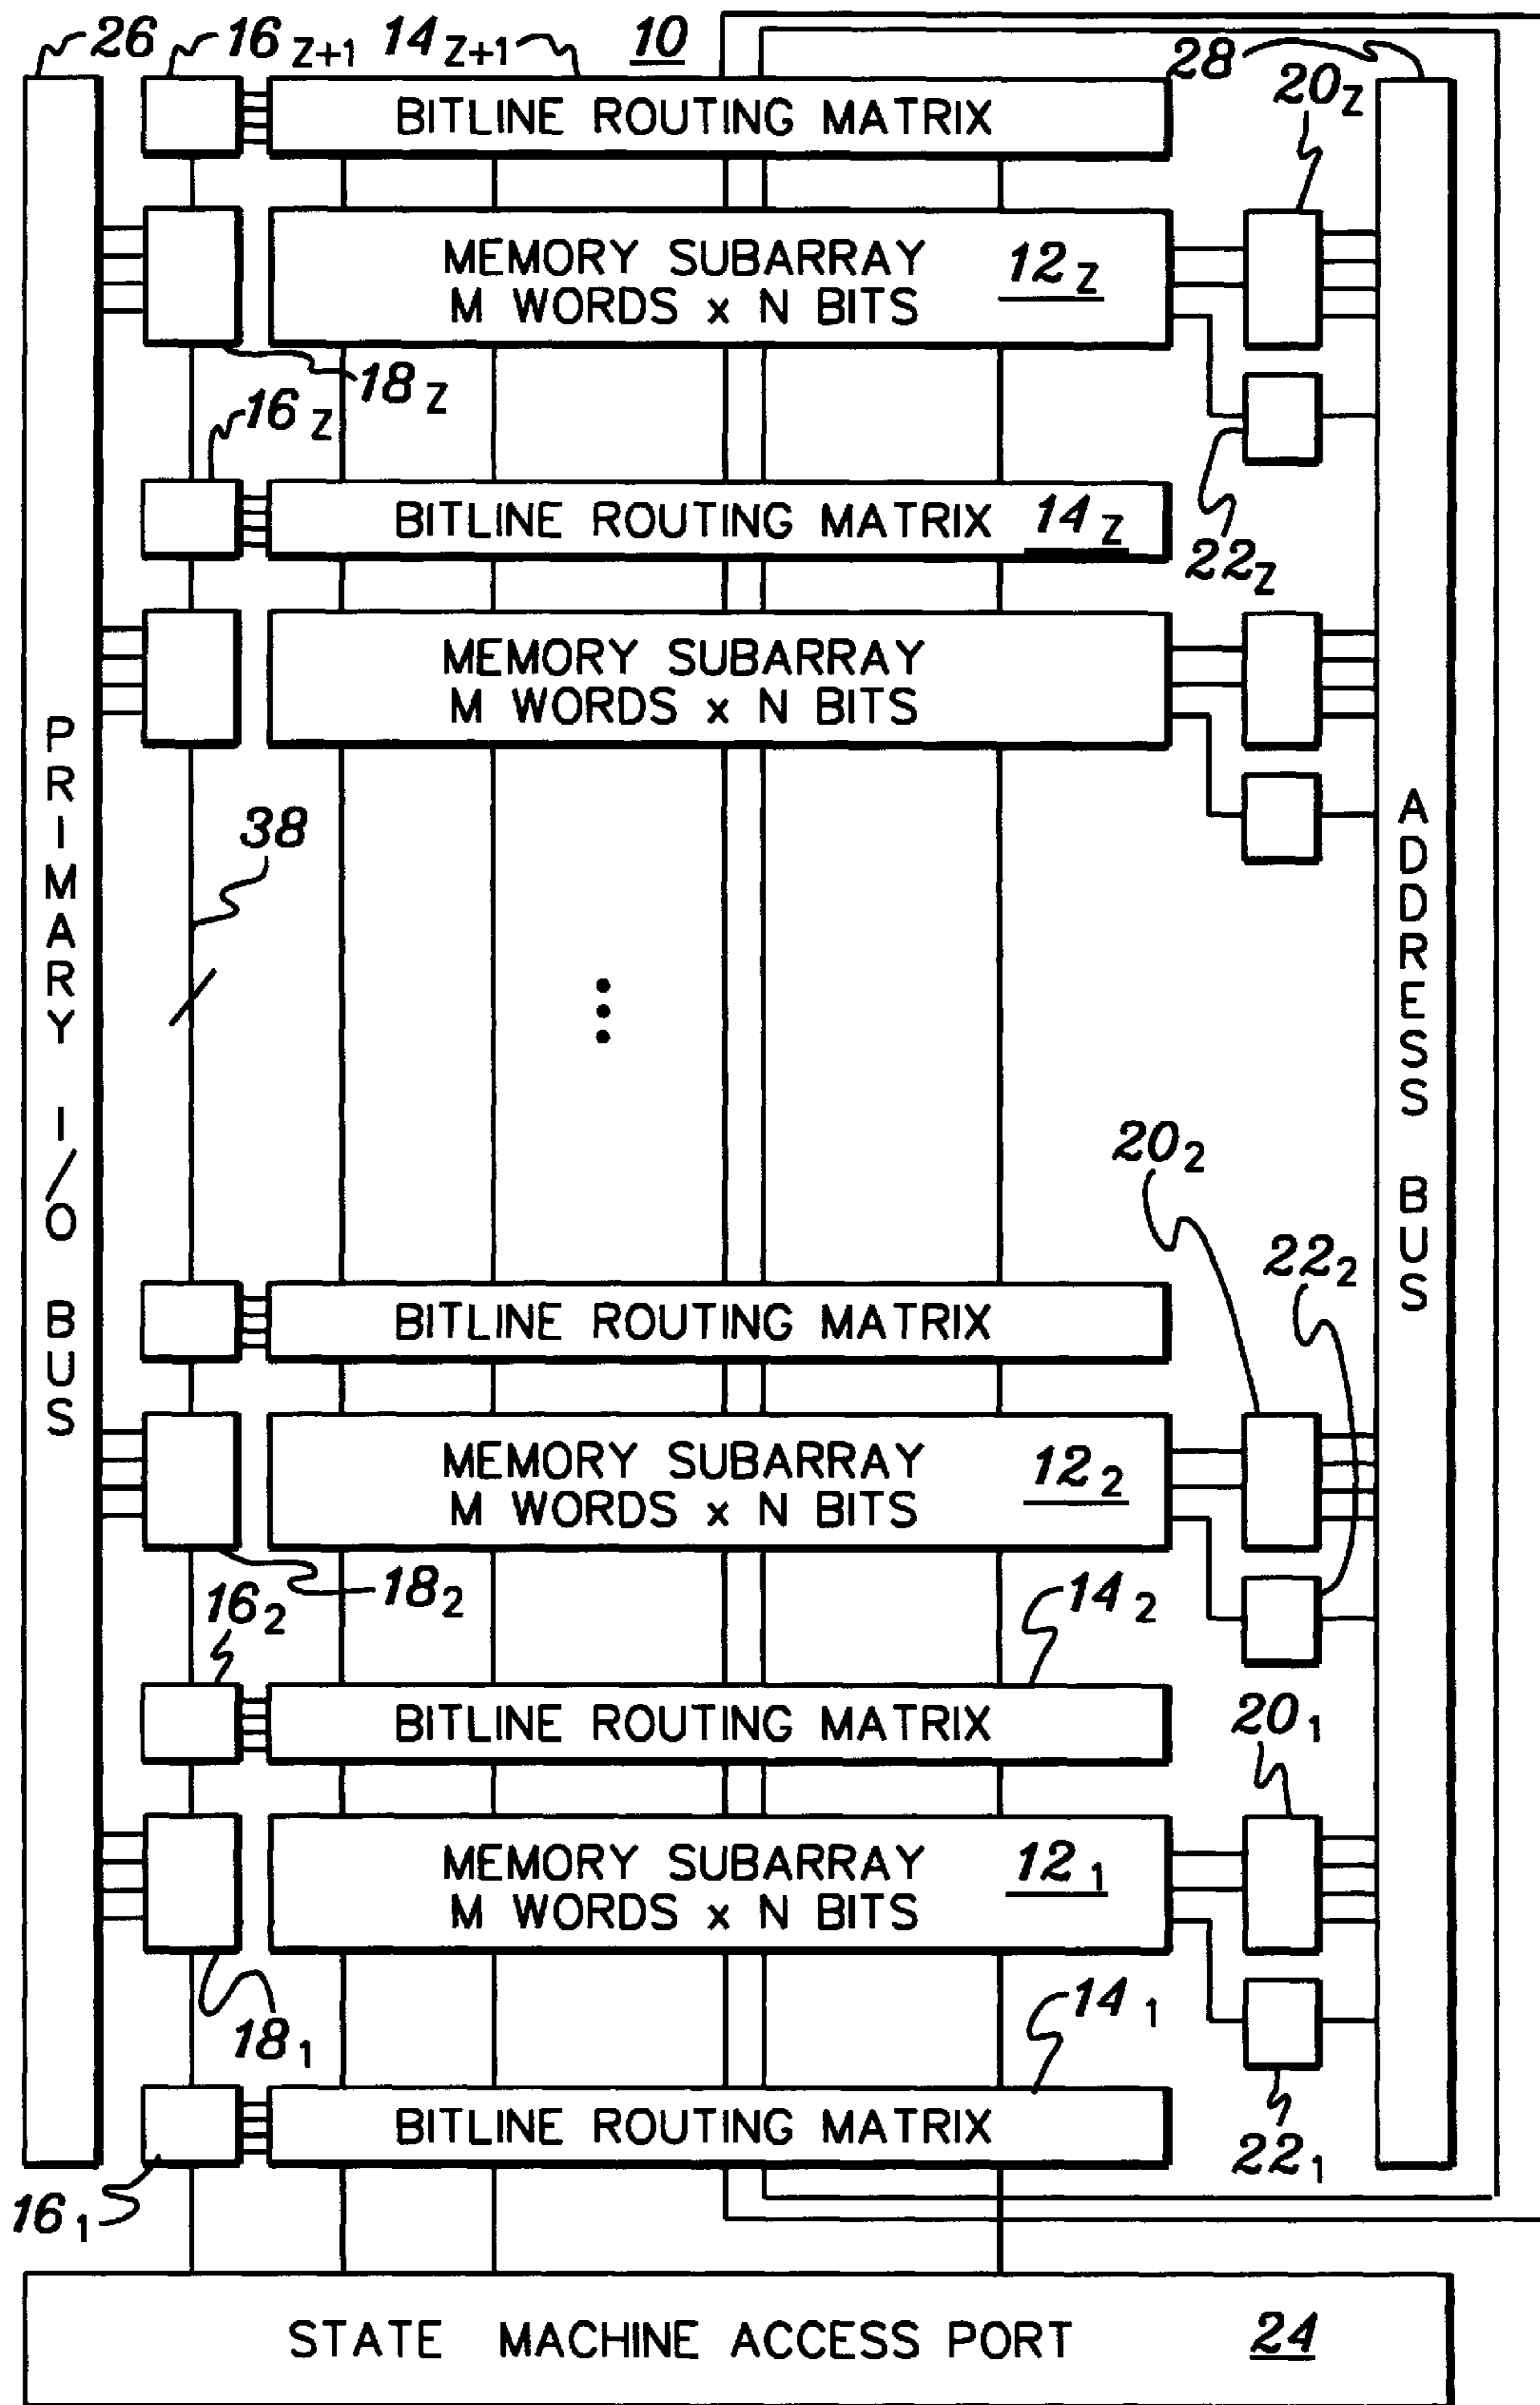 26 16 Z+1 14 Z+1 10
28 20 Z
BITLINE ROUTING MATRIX
MEMORY SUBARRAY 12 Z
M WORDS x N BITS
18 Z
16 Z
BITLINE ROUTING MATRIX 14 Z
22 Z
MEMORY SUBARRAY
M WORDS x N BITS
PRIMARY I/O BUS
38
ADDRESS BUS
20 2
22 2
BITLINE ROUTING MATRIX
MEMORY SUBARRAY 12 2
M WORDS x N BITS
18 2
16 2
14 2
BITLINE ROUTING MATRIX
20 1
MEMORY SUBARRAY 12 1
M WORDS x N BITS
14 1
18 1
BITLINE ROUTING MATRIX
22 1
16 1
STATE MACHINE ACCESS PORT 24